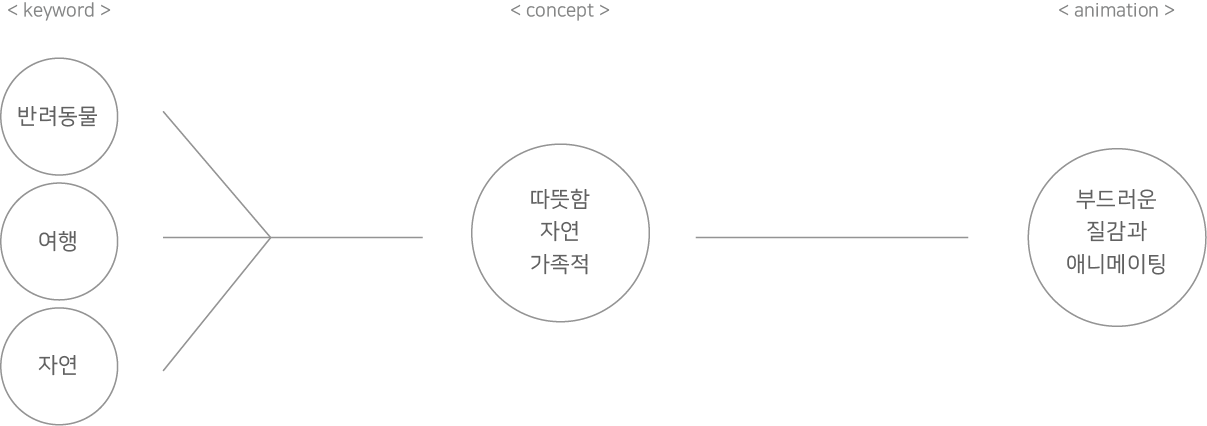 < keyword >
< concept >
< animation >
반려동물
여행
자연
따뜻함
자연
가족적
부드러운
질감과
애니메이팅